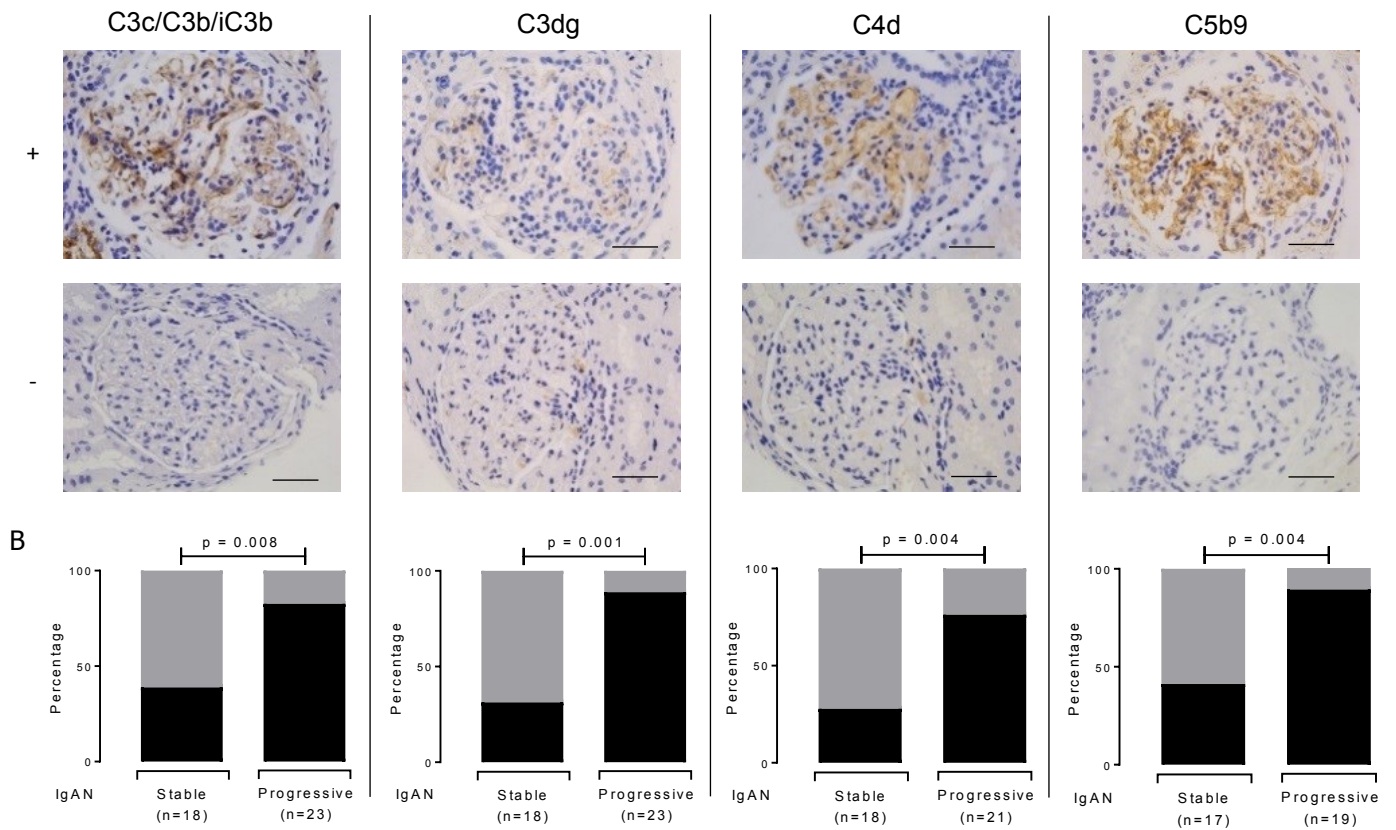 C3c/C3b/iC3b
C3dg
C4d
C5b9
+
-
B
p = 0.008
100
50
0
Percentage
IgAN
Stable
(n=18)
Progressive
(n=23)
p = 0.001
100
50
0
Percentage
IgAN
Stable
(n=18)
Progressive
(n=23)
p = 0.004
100
50
0
Percentage
IgAN
Stable
(n=18)
Progressive
(n=21)
p = 0.004
100
50
0
Percentage
IgAN
Stable
(n=17)
Progressive
(n=19)